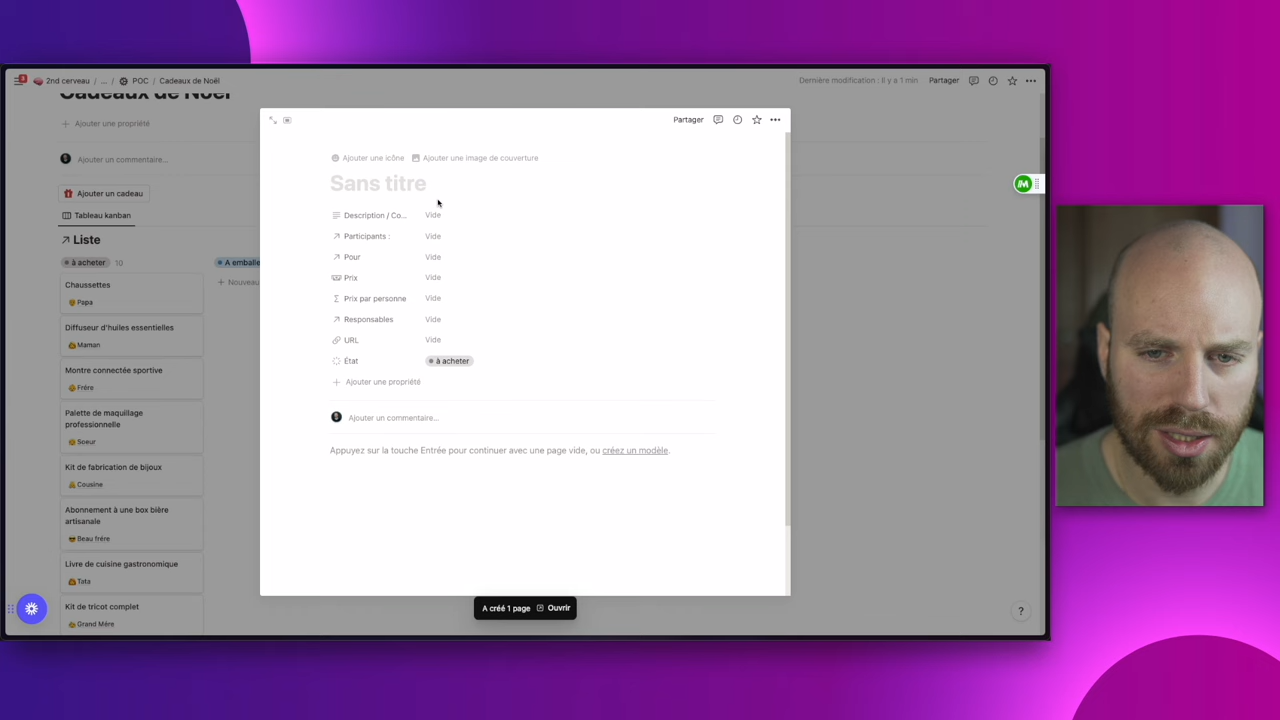 2nd cerveau / ... / POC / Cadeaux de Noël
Dernière modification : Il y a 1 min
Partager
Cadeaux de Noël
Ajouter une propriété
Ajouter un commentaire...
Ajouter un cadeau
Tableau kanban
Liste
à acheter 10
A emballe
Nouveau
Chaussettes
Papa
Diffuseur d'huiles essentielles
Maman
Montre connectée sportive
Frére
Palette de maquillage
professionnelle
Soeur
Kit de fabrication de bijoux
Cousine
Abonnement à une box bière
artisanale
Beau frére
Livre de cuisine gastronomique
Tata
Kit de tricot complet
Grand Mére
Partager
Ajouter une icône
Ajouter une image de couverture
Sans titre
Description / Co... Vide
Participants : Vide
Pour Vide
Prix Vide
Prix par personne Vide
Responsables Vide
URL Vide
État à acheter
Ajouter une propriété
Ajouter un commentaire...
Appuyez sur la touche Entrée pour continuer avec une page vide, ou créez un modèle.
A créé 1 page Ouvrir
?